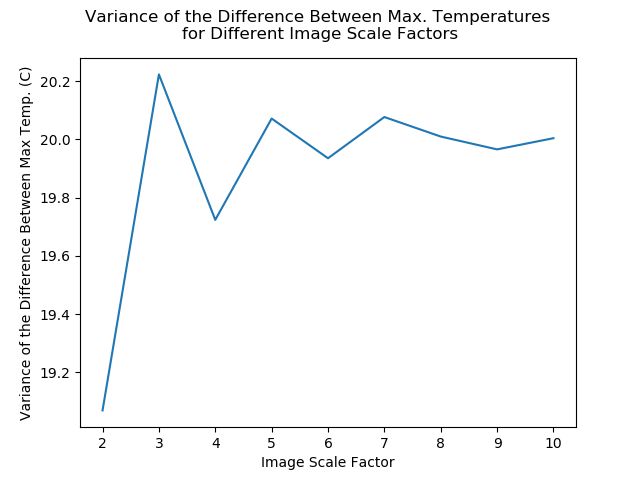 Variance of the Difference Between Max. Temperatures
for Different Image Scale Factors
Variance of the Difference Between Max Temp. (C)
20.2
20.0
19.8
19.6
19.4
19.2
2 3 4 5 6 7 8 9 10
Image Scale Factor